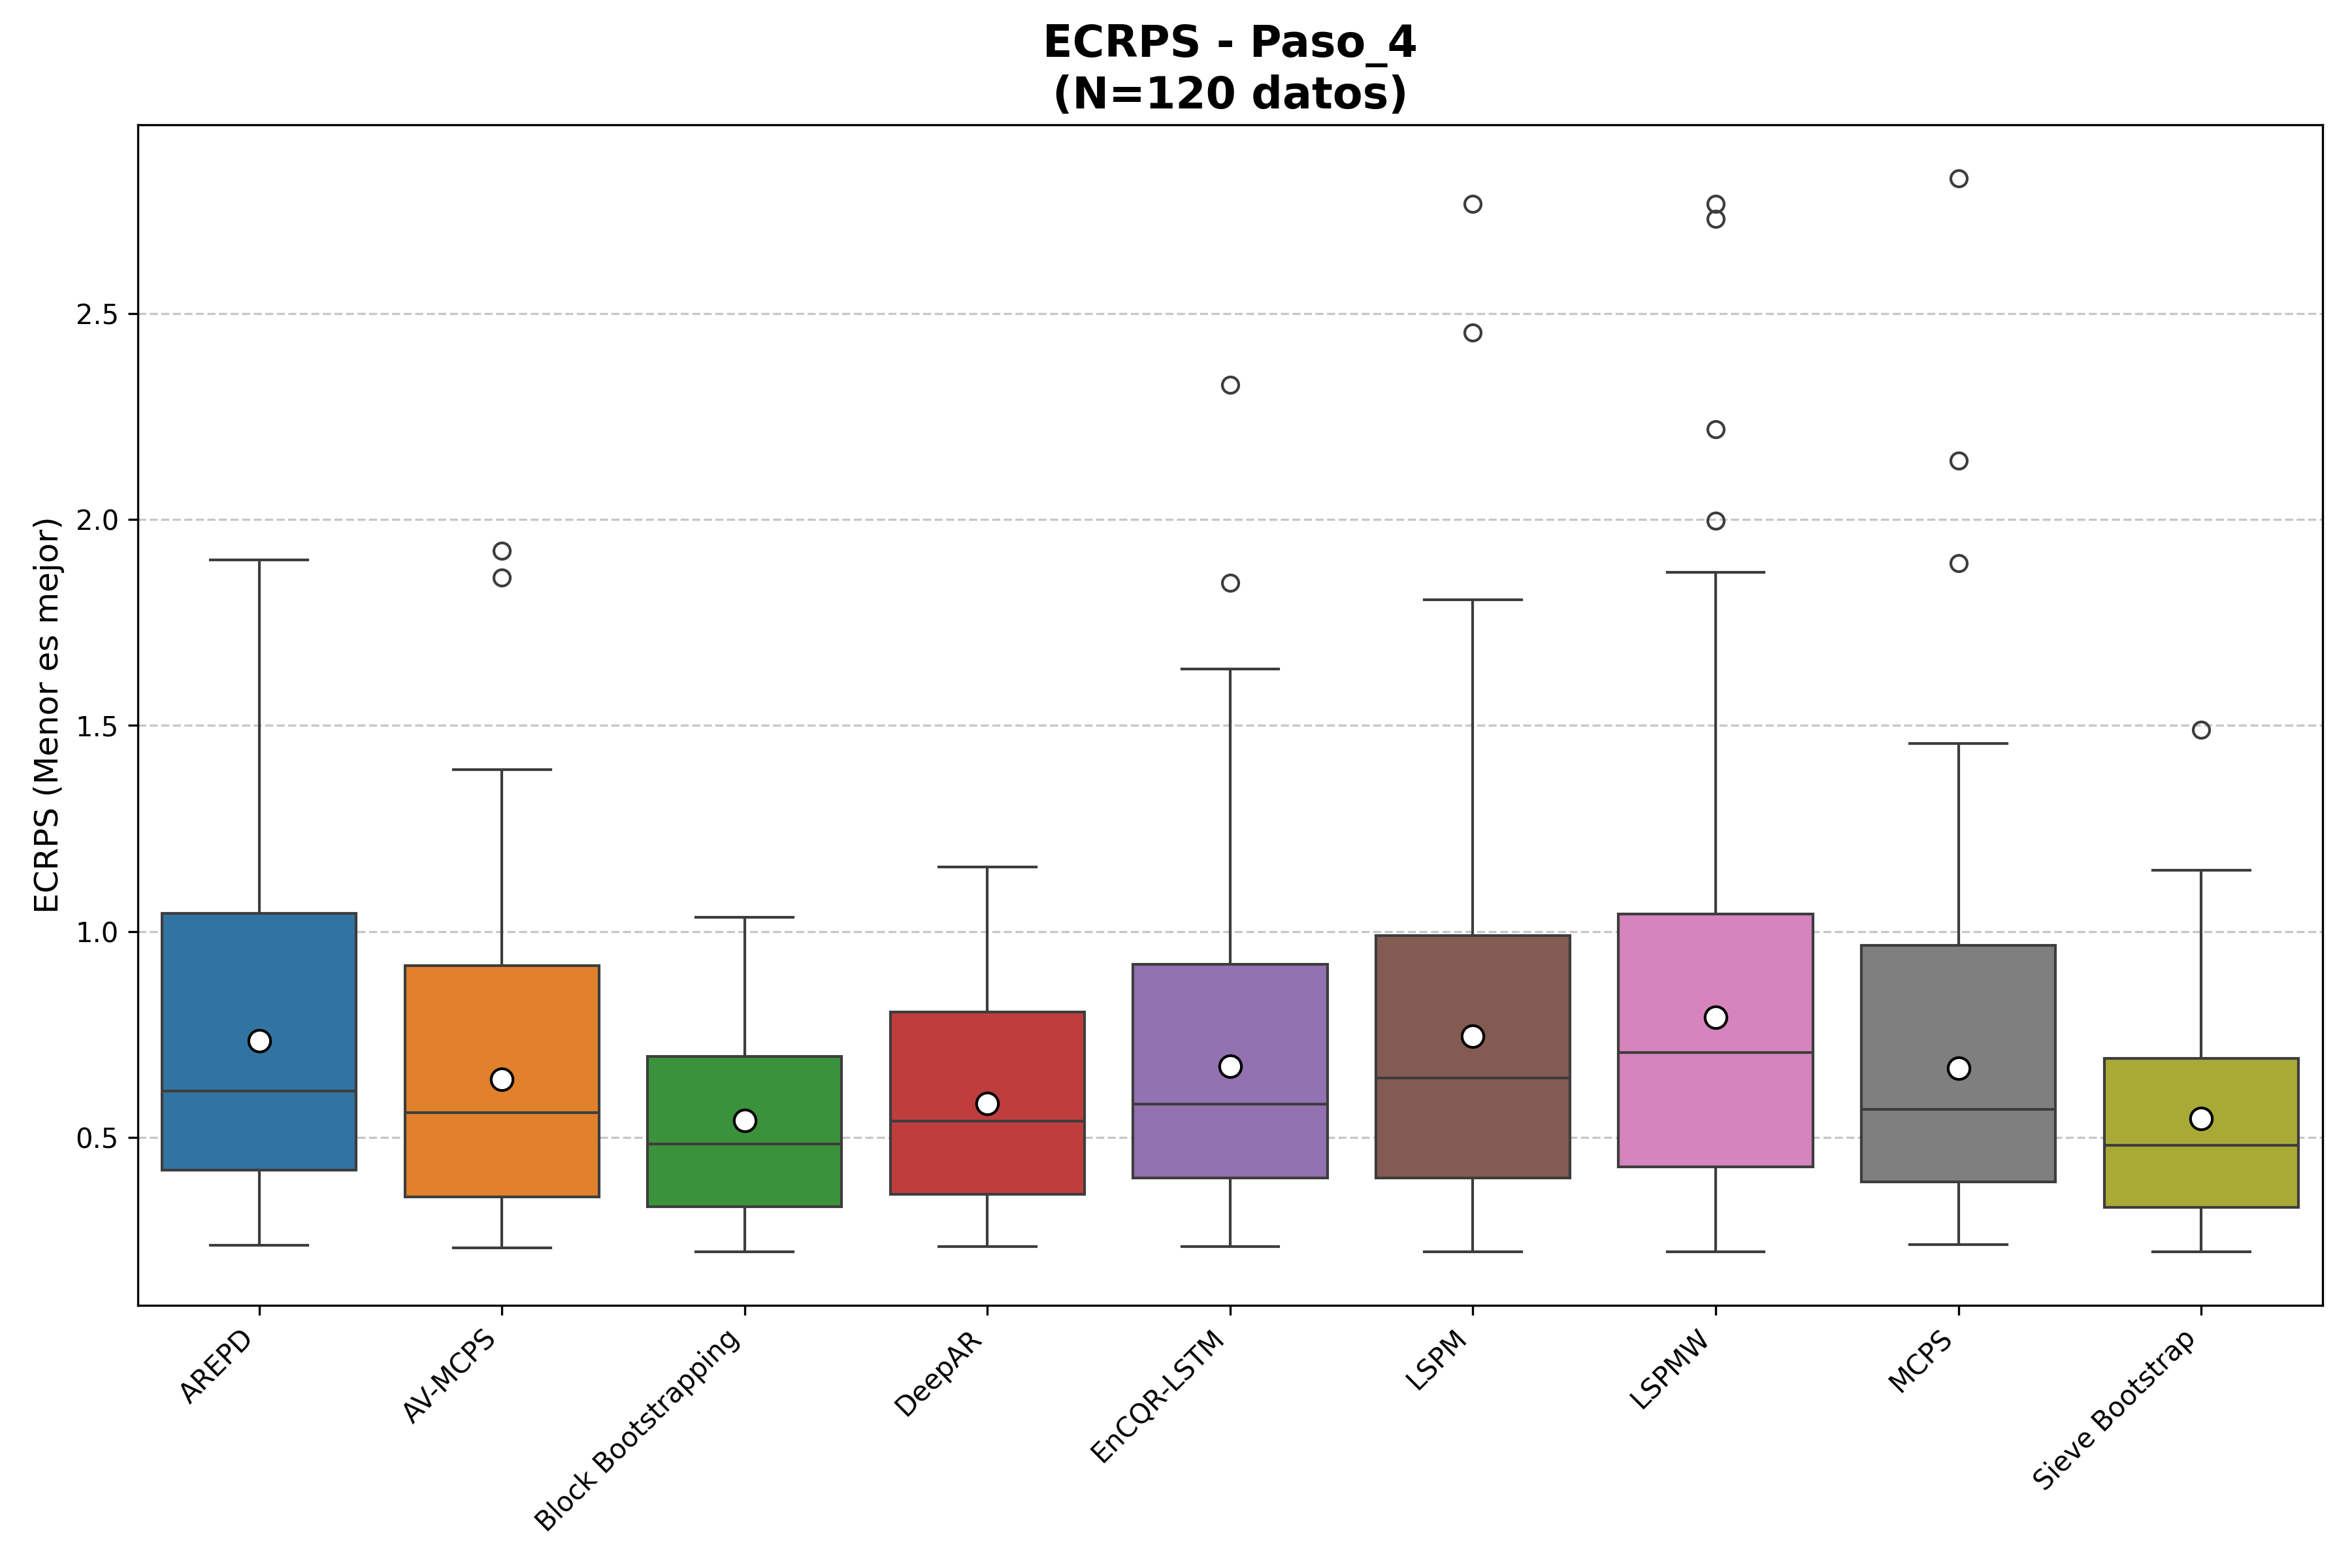 ECRPS - Paso_4
(N=120 datos)
ECRPS (Menor es mejor)
2.5
2.0
1.5
1.0
0.5
AREPD
AV-MCPS
Block Bootstrapping
DeepAR
EnCQR-LSTM
LSPM
LSPMW
MCPS
Sieve Bootstrap